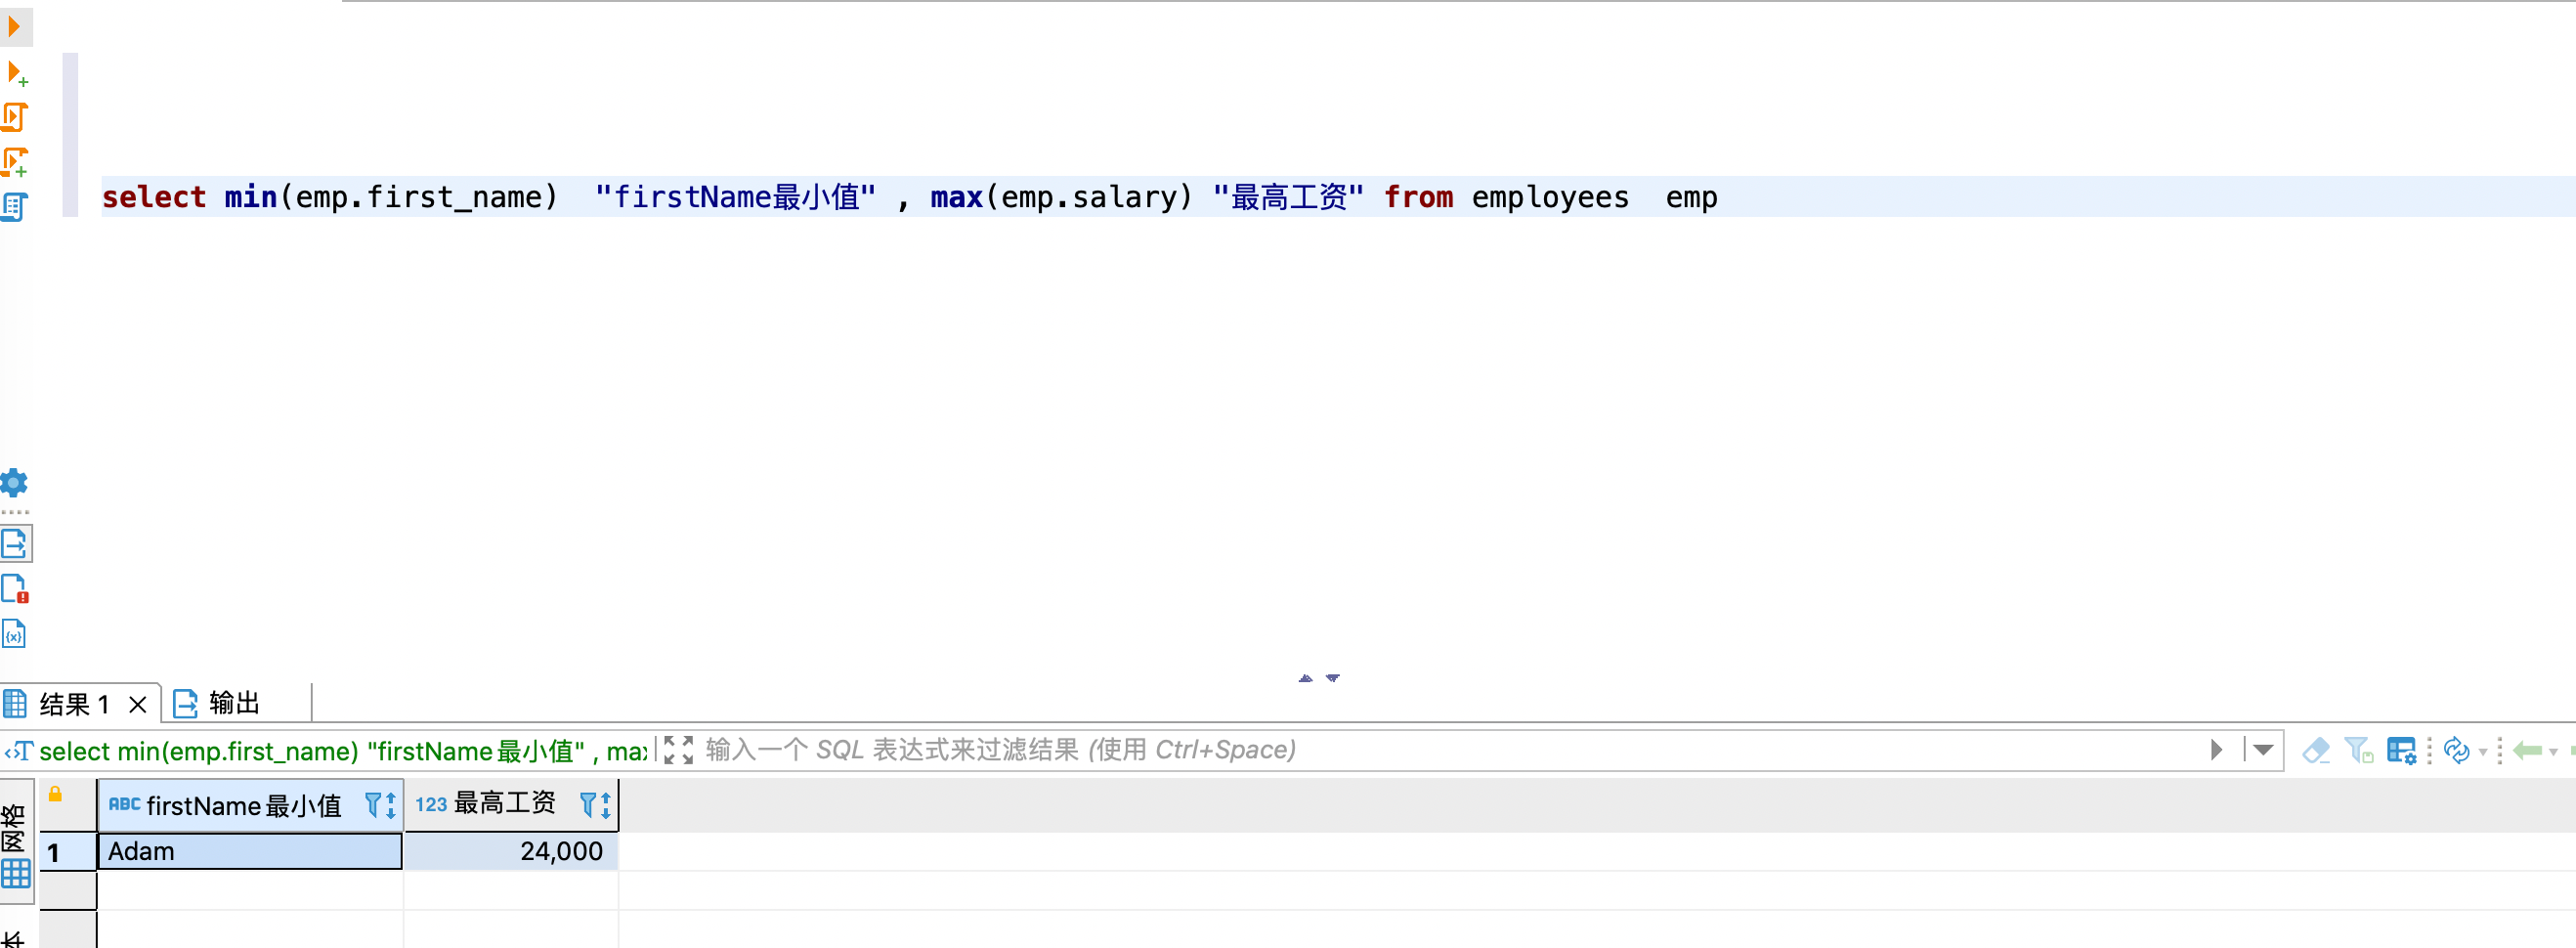 select min(emp.first_name)  "firstName最小值" , max(emp.salary) "最高工资" from employees  emp
结果 1
输出
select min(emp.first_name) "firstName最小值" , max
输入一个 SQL 表达式来过滤结果 (使用 Ctrl+Space)
网格
ABC firstName最小值 123 最高工资
1 Adam 24,000